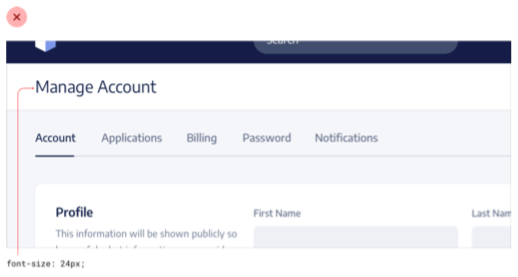 Search
Manage Account
Account Applications Billing Password Notifications
Profile
First Name
Last Nam
This information will be shown publicly so
font-size: 24px;